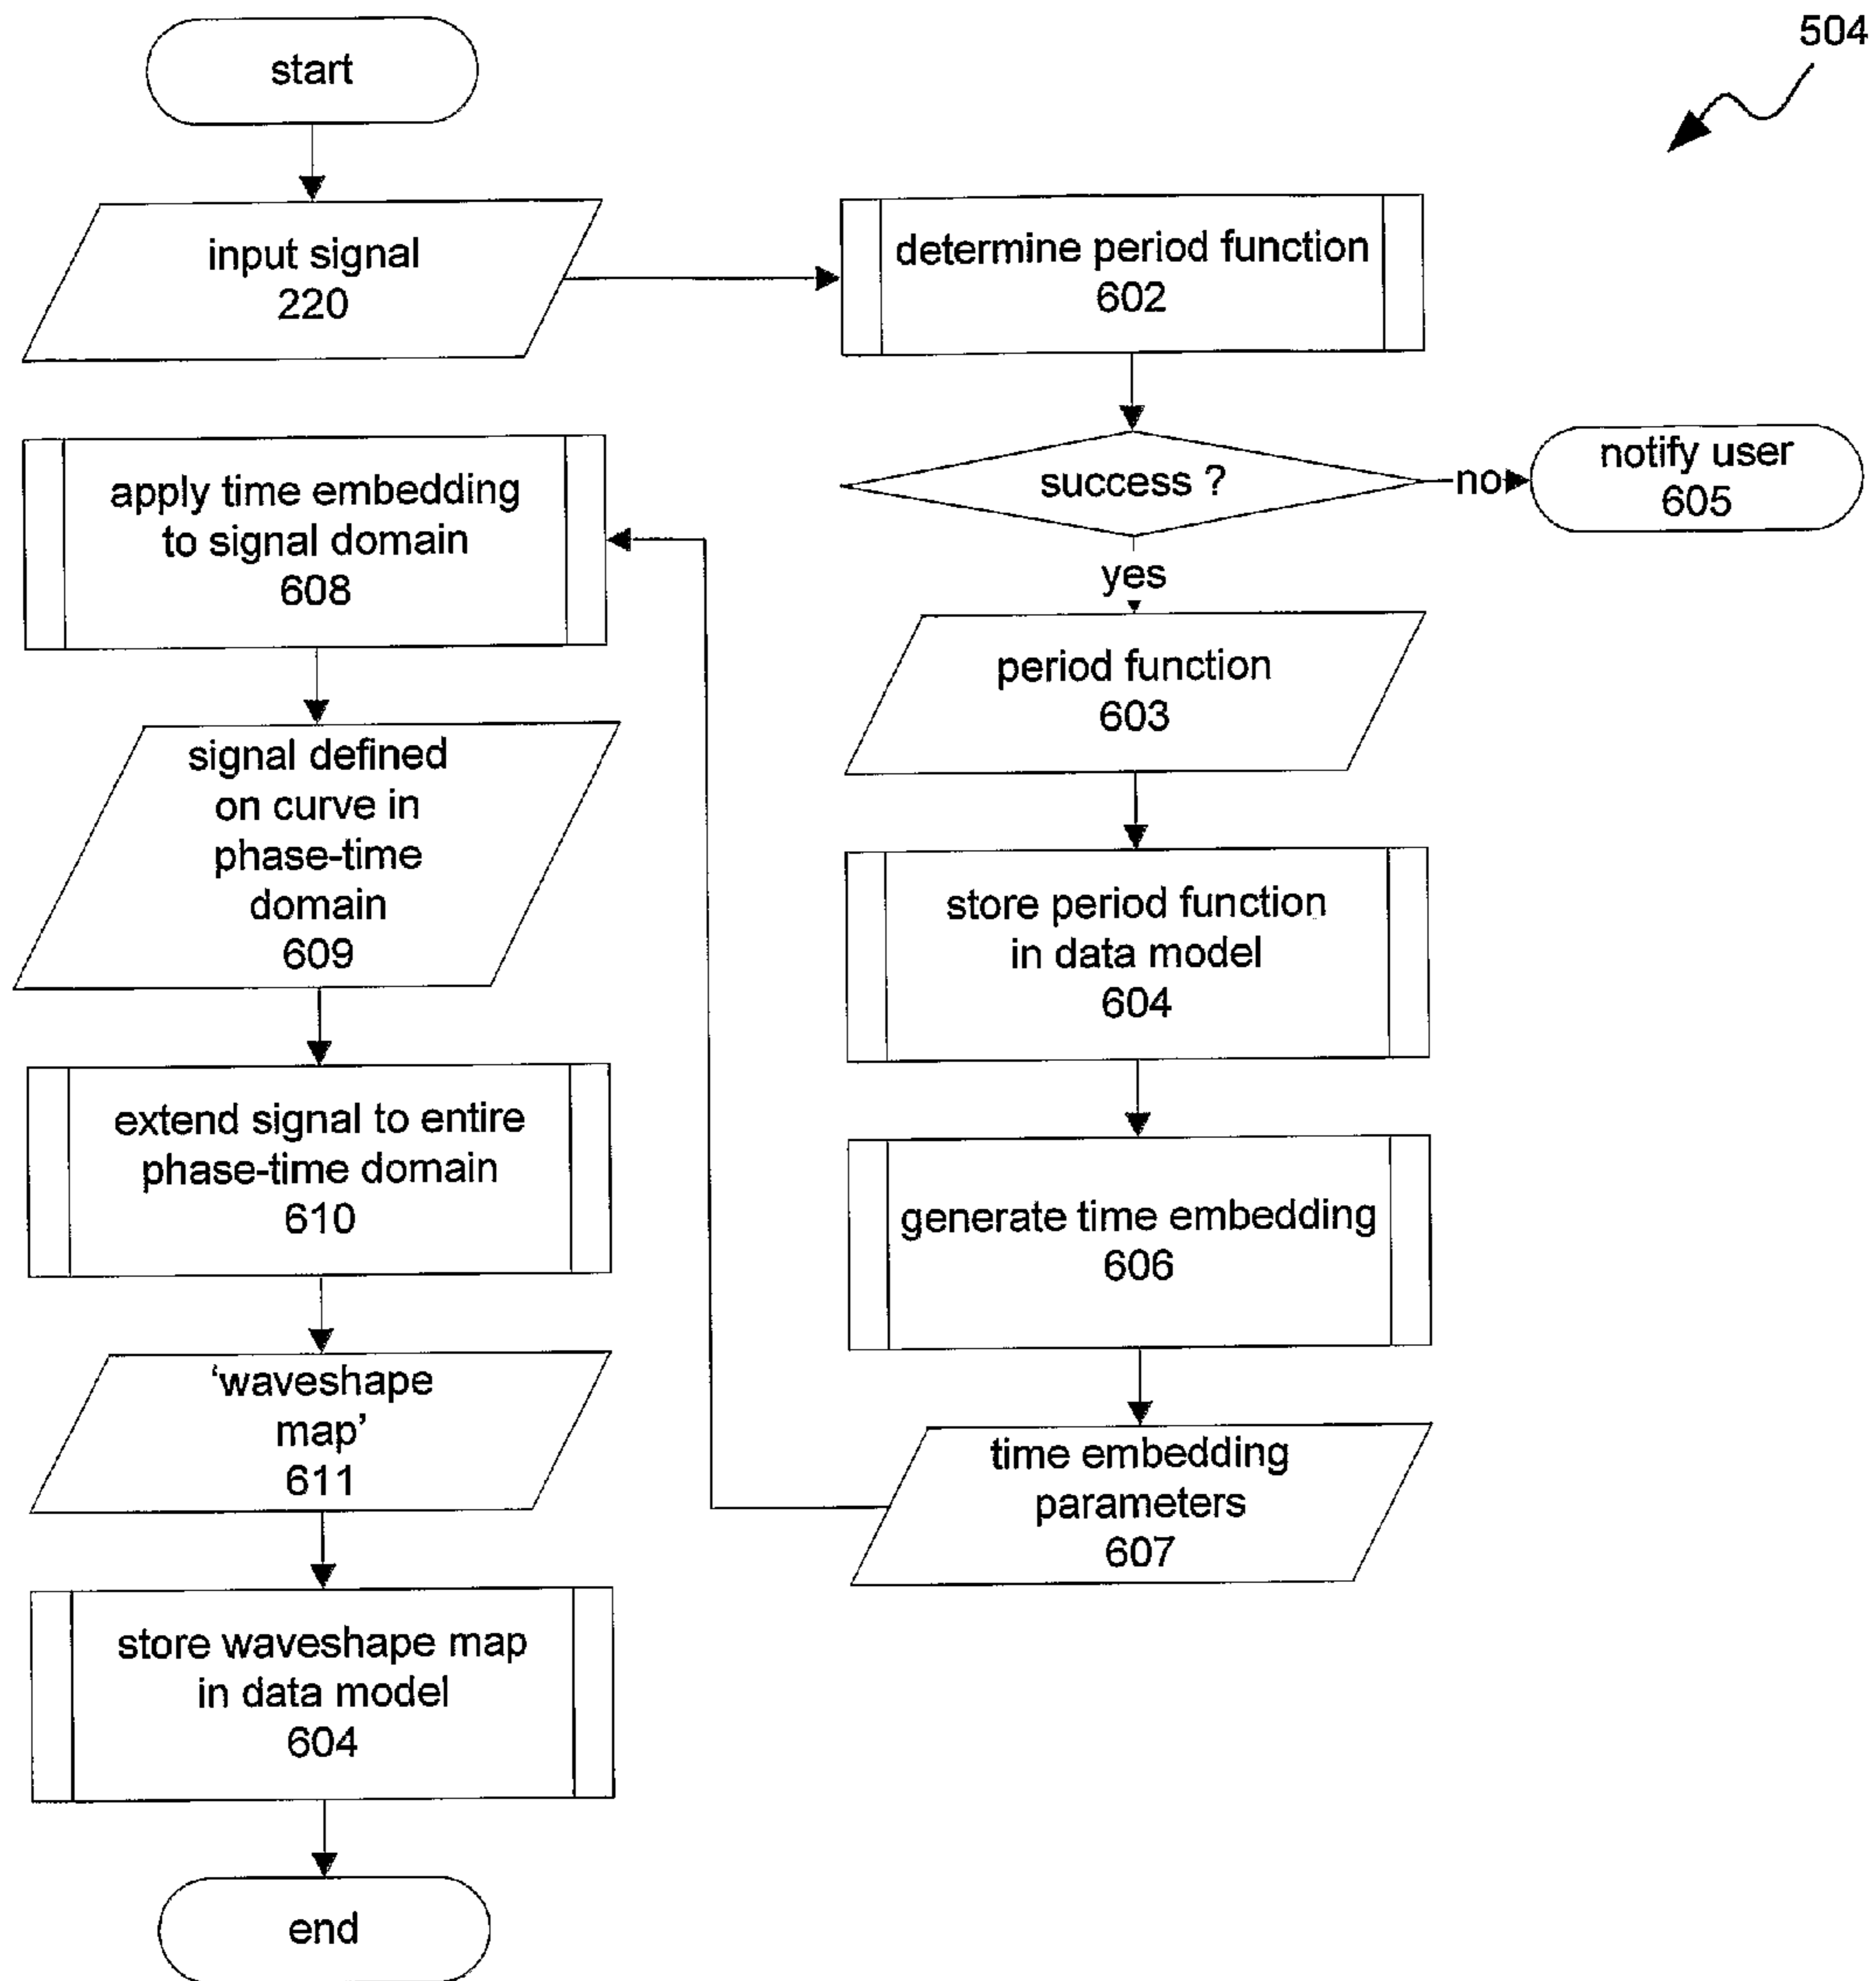 504
start
input signal
220
determine period function
602
success ?
no
notify user
605
yes
period function
603
store period function
in data model
604
generate time embedding
606
time embedding
parameters
607
apply time embedding
to signal domain
608
signal defined
on curve in
phase-time
domain
609
extend signal to entire
phase-time domain
610
‘waveshape
map’
611
store waveshape map
in data model
604
end